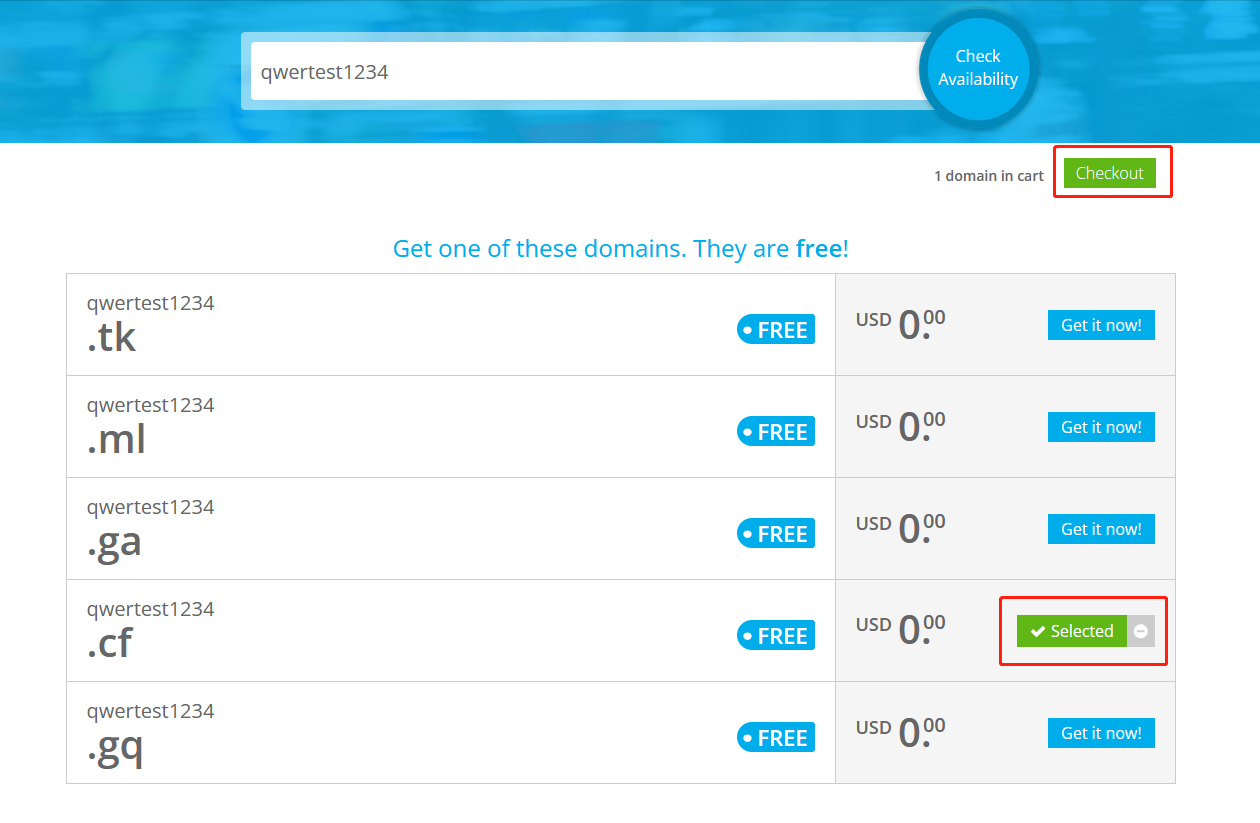 qwertest1234
Check
Availability
1 domain in cart
Checkout
Get one of these domains. They are free!
qwertest1234
.tk
FREE
USD 0.00
Get it now!
qwertest1234
.ml
FREE
USD 0.00
Get it now!
qwertest1234
.ga
FREE
USD 0.00
Get it now!
qwertest1234
.cf
FREE
USD 0.00
Selected
qwertest1234
.gq
FREE
USD 0.00
Get it now!